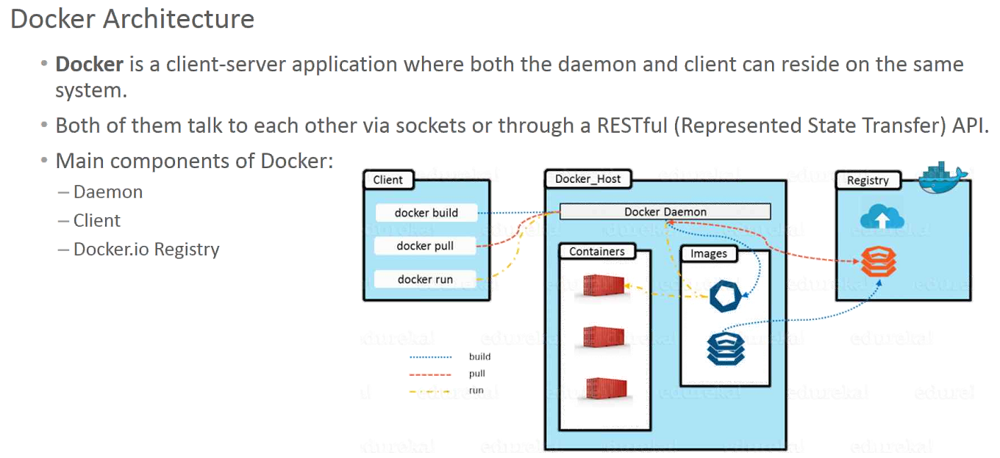 Docker Architecture
• Docker is a client-server application where both the daemon and client can reside on the same
system.
• Both of them talk to each other via sockets or through a RESTful (Represented State Transfer) API.
• Main components of Docker:
– Daemon
– Client
– Docker.io Registry
Client
docker build
docker pull
docker run
Docker_Host
Docker Daemon
Containers
Images
Registry
build
pull
run
edureka!